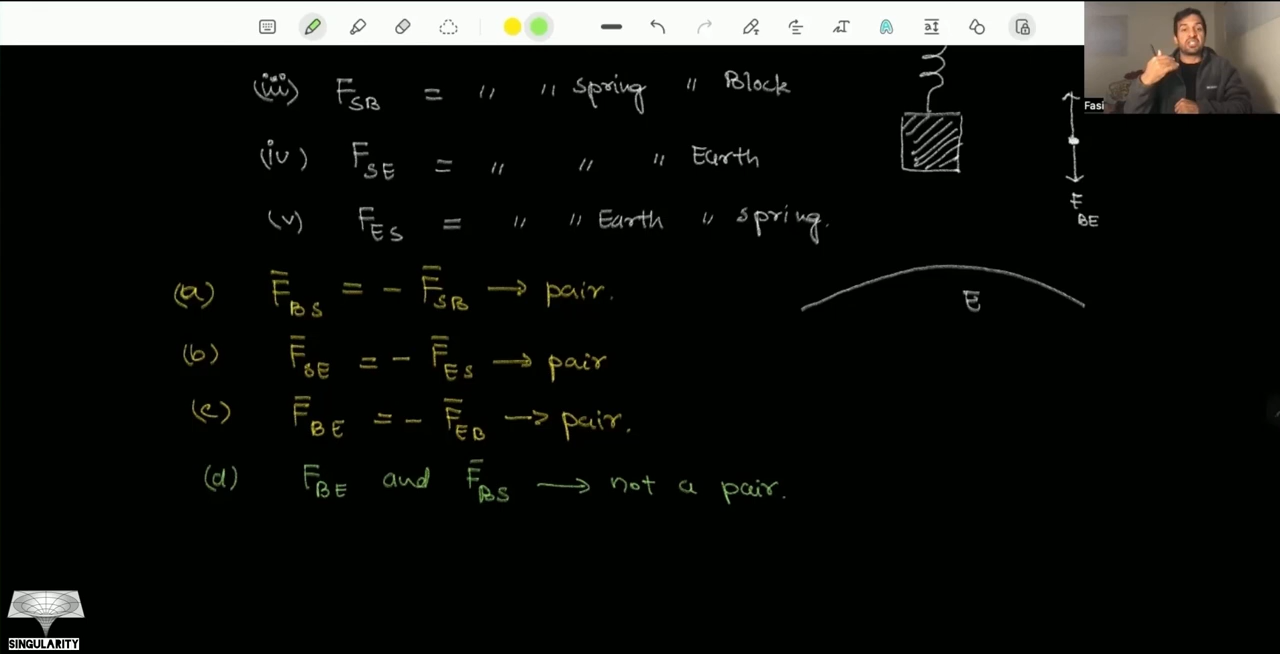 (iii) F_SB = " " spring " Block
(iv) F_SE = " " " Earth
(v) F_ES = " " Earth " spring.
(a) F̄_BS = - F̄_SB → pair.
(b) F̄_SE = - F̄_ES → pair
(c) F̄_BE = - F̄_EB → pair.
(d) F_BE and F̄_BS → not a pair.
F_BE
E
Fasi
SINGULARITY